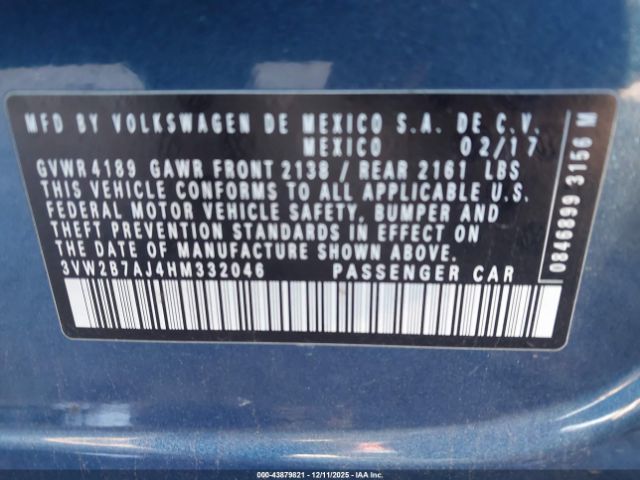 MFD BY VOLKSWAGEN DE MEXICO S.A. DE C.V.
MEXICO 02/17
GVWR 4189 GAWR FRONT 2138 / REAR 2161 LBS
THIS VEHICLE CONFORMS TO ALL APPLICABLE U.S.
FEDERAL MOTOR VEHICLE SAFETY, BUMPER AND
THEFT PREVENTION STANDARDS IN EFFECT ON
THE DATE OF MANUFACTURE SHOWN ABOVE.
3VW2B7AJ4HM332046 PASSENGER CAR
0846899 3156 M
000-43879821 - 12/11/2025 - IAA Inc.